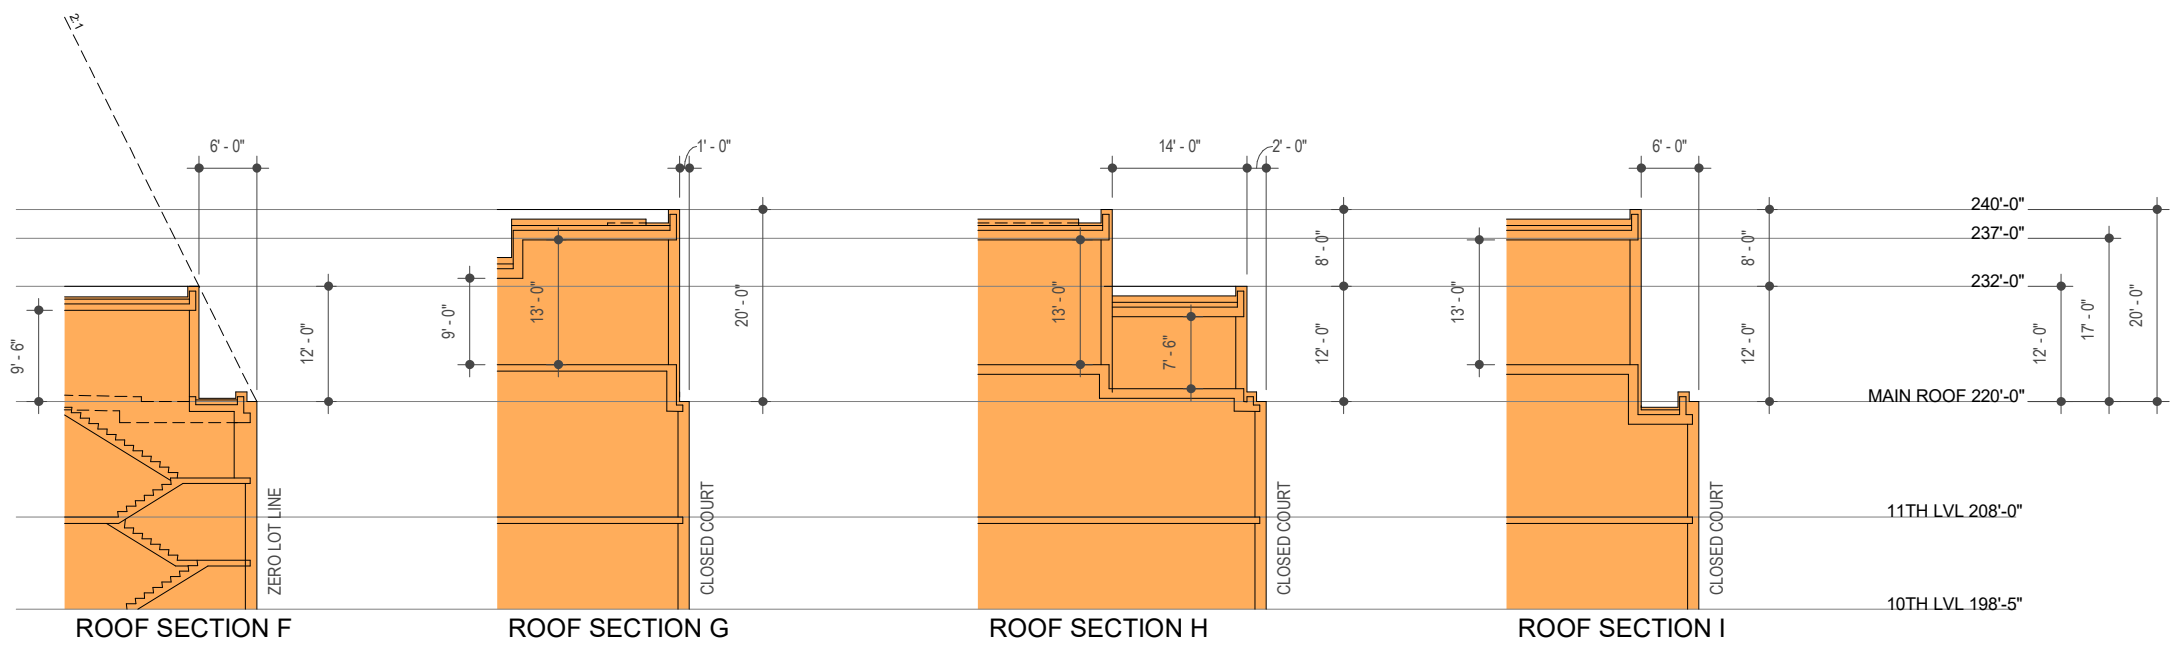 2:1
6' - 0"
1' - 0"
14' - 0"
2' - 0"
6' - 0"
240'-0"
237'-0"
232'-0"
MAIN ROOF 220'-0"
11TH LVL 208'-0"
10TH LVL 198'-5"
9' - 6"
12' - 0"
9' - 0"
13' - 0"
20' - 0"
13' - 0"
7' - 6"
8' - 0"
12' - 0"
13' - 0"
8' - 0"
12' - 0"
12' - 0"
17' - 0"
20' - 0"
ZERO LOT LINE
CLOSED COURT
CLOSED COURT
CLOSED COURT
ROOF SECTION F
ROOF SECTION G
ROOF SECTION H
ROOF SECTION I